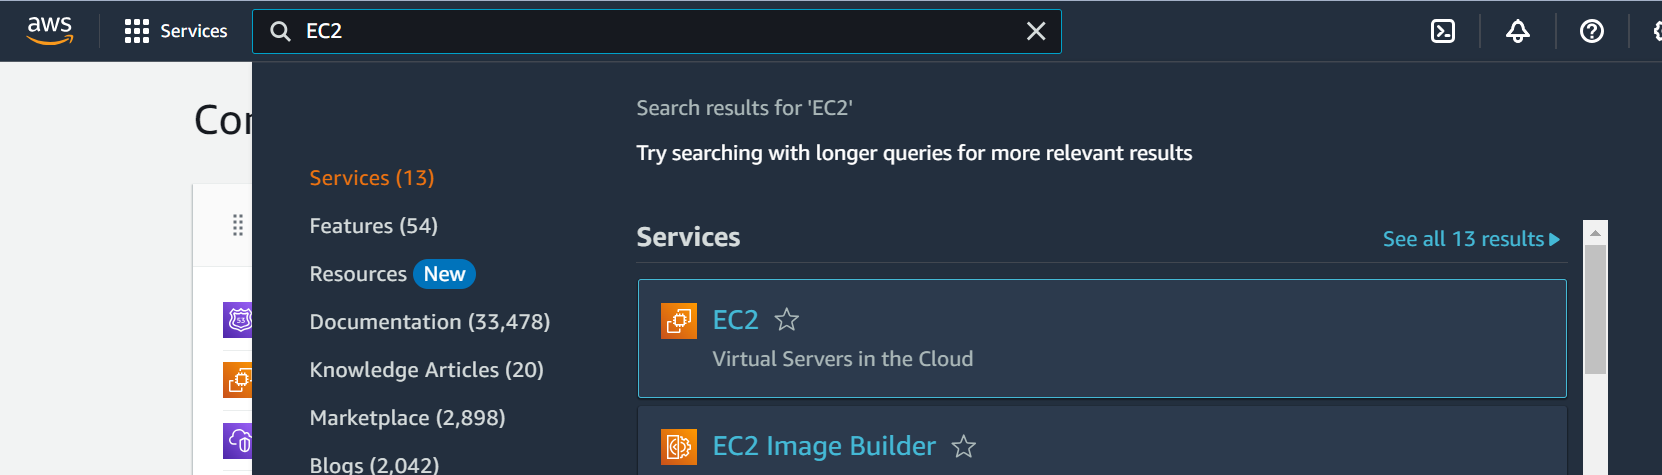 aws
Services
EC2
Con
Search results for 'EC2'
Try searching with longer queries for more relevant results
Services (13)
Features (54)
Resources New
Documentation (33,478)
Knowledge Articles (20)
Marketplace (2,898)
Blogs (2,042)
Services
See all 13 results
53
EC2
Virtual Servers in the Cloud
EC2 Image Builder